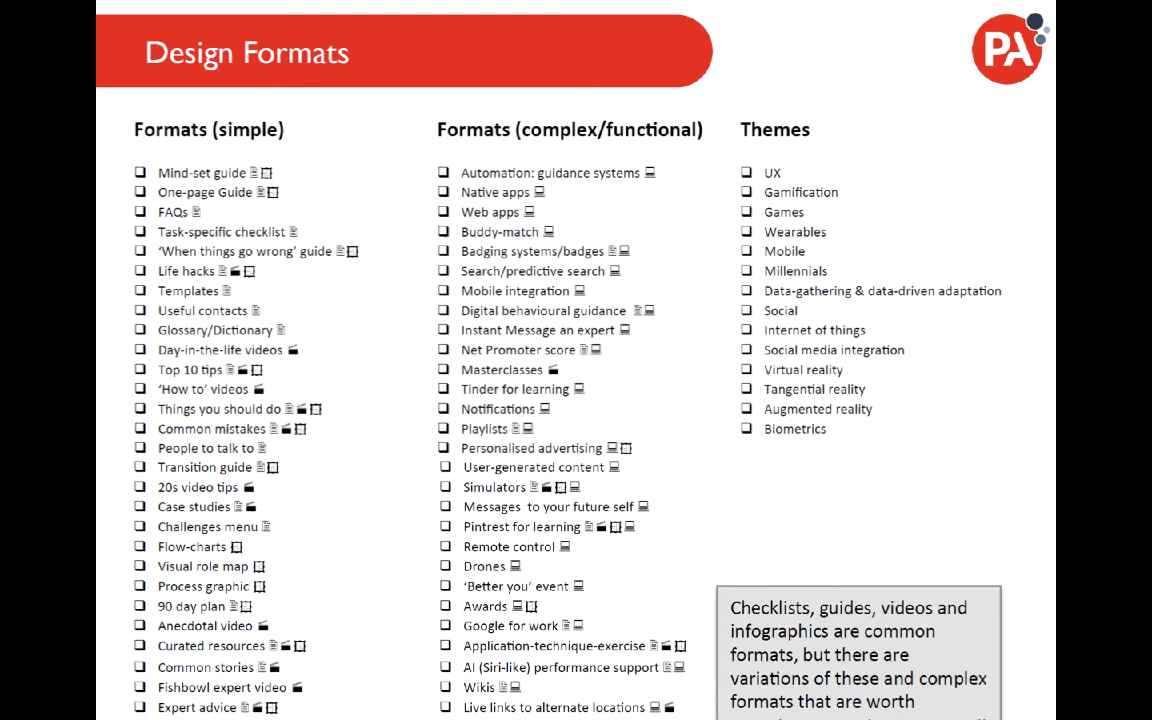 Design Formats
PA
Formats (simple)
Mind-set guide
One-page Guide
FAQs
Task-specific checklist
‘When things go wrong’ guide
Life hacks
Templates
Useful contacts
Glossary/Dictionary
Day-in-the-life videos
Top 10 tips
‘How to’ videos
Things you should do
Common mistakes
People to talk to
Transition guide
20s video tips
Case studies
Challenges menu
Flow-charts
Visual role map
Process graphic
90 day plan
Anecdotal video
Curated resources
Common stories
Fishbowl expert video
Expert advice
Formats (complex/functional)
Automation: guidance systems
Native apps
Web apps
Buddy-match
Badging systems/badges
Search/predictive search
Mobile integration
Digital behavioural guidance
Instant Message an expert
Net Promoter score
Masterclasses
Tinder for learning
Notifications
Playlists
Personalised advertising
User-generated content
Simulators
Messages to your future self
Pintrest for learning
Remote control
Drones
‘Better you’ event
Awards
Google for work
Application-technique-exercise
AI (Siri-like) performance support
Wikis
Live links to alternate locations
Themes
UX
Gamification
Games
Wearables
Mobile
Millennials
Data-gathering & data-driven adaptation
Social
Internet of things
Social media integration
Virtual reality
Tangential reality
Augmented reality
Biometrics
Checklists, guides, videos and
infographics are common
formats, but there are
variations of these and complex
formats that are worth